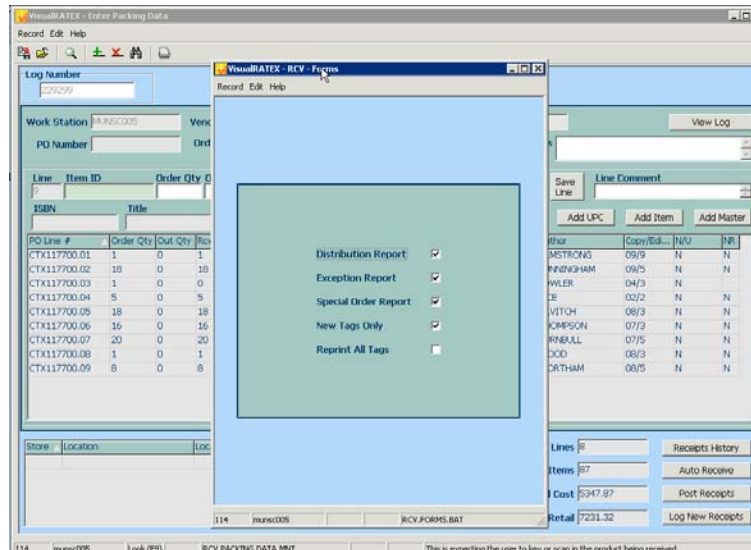 VisualRATEX - Enter Packing Data
Record Edit Help
Log Number
229299
VisualRATEX - RCV - Forms
Record Edit Help
Work Station MUNSC005
View Log
PO Number
Line Item ID Order Qty
9
Save Line
Line Comment
ISBN Title
Add UPC Add Item Add Master
PO Line # Order Qty Out Qty Copy/Edi... N/U NR
CTX117700.01 1 0 1 MSTRONG 09/9 N N
CTX117700.02 18 0 18 NNINGHAM 09/5 N N
CTX117700.03 1 0 0 WLER 04/3 N
CTX117700.04 5 0 5 02/2 N N
CTX117700.05 18 0 18 VITCH 08/3 N N
CTX117700.06 16 0 16 OMPSON 07/3 N N
CTX117700.07 20 0 20 RNBULL 07/5 N N
CTX117700.08 1 0 1 OOD 08/3 N N
CTX117700.09 8 0 8 ORTHAM 08/5 N N
Distribution Report
Exception Report
Special Order Report
New Tags Only
Reprint All Tags
Store Location
Lines 8 Receipts History
Items 87 Auto Receive
Cost 5347.87 Post Receipts
Retail 7231.32 Log New Receipts
114 munsc005 RCV.FORMS.BAT
114 munsc005 Look (F9) RCV.PACKING.DATA.MNT This is expecting the user to key or scan in the product being received.